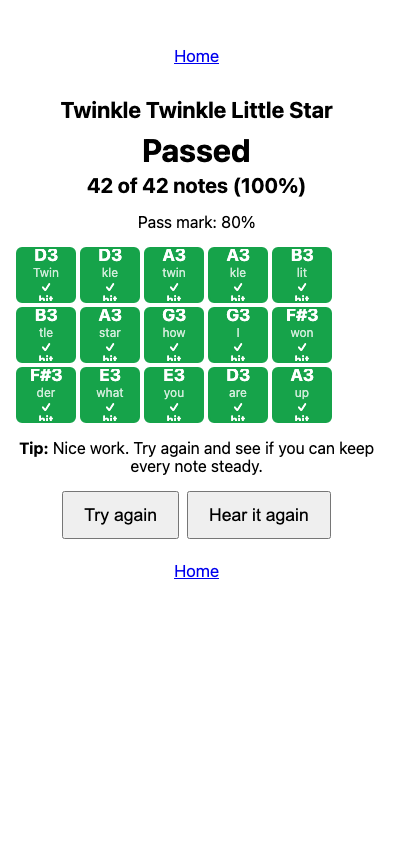 Home
Twinkle Twinkle Little Star
Passed
42 of 42 notes (100%)
Pass mark: 80%
D3 D3 A3 A3 B3
Twin kle twin kle lit
✓ ✓ ✓ ✓ ✓
hit hit hit hit hit
B3 A3 G3 G3 F#3
tle star how I won
✓ ✓ ✓ ✓ ✓
hit hit hit hit hit
F#3 E3 E3 D3 A3
der what you are up
✓ ✓ ✓ ✓ ✓
hit hit hit hit hit
Tip: Nice work. Try again and see if you can keep
every note steady.
Try again Hear it again
Home